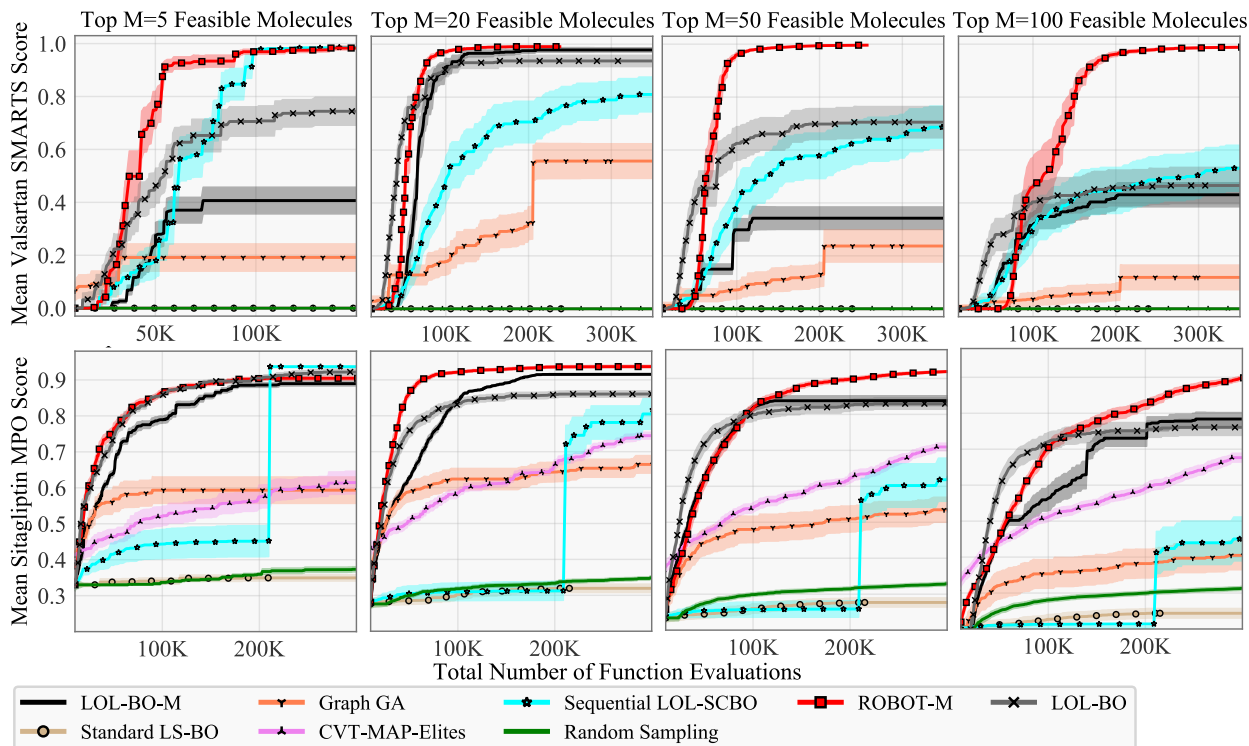 Top M=5 Feasible Molecules
Top M=20 Feasible Molecules
Top M=50 Feasible Molecules
Top M=100 Feasible Molecules
Mean Valsartan SMARTS Score
1.0
0.8
0.6
0.4
0.2
0.0
50K 100K
100K 200K 300K
100K 200K 300K
100K 200K 300K
Mean Sitagliptin MPO Score
0.9
0.8
0.7
0.6
0.5
0.4
0.3
100K 200K
100K 200K
100K 200K
100K 200K
Total Number of Function Evaluations
LOL-BO-M Graph GA Sequential LOL-SCBO ROBOT-M LOL-BO
Standard LS-BO CVT-MAP-Elites Random Sampling